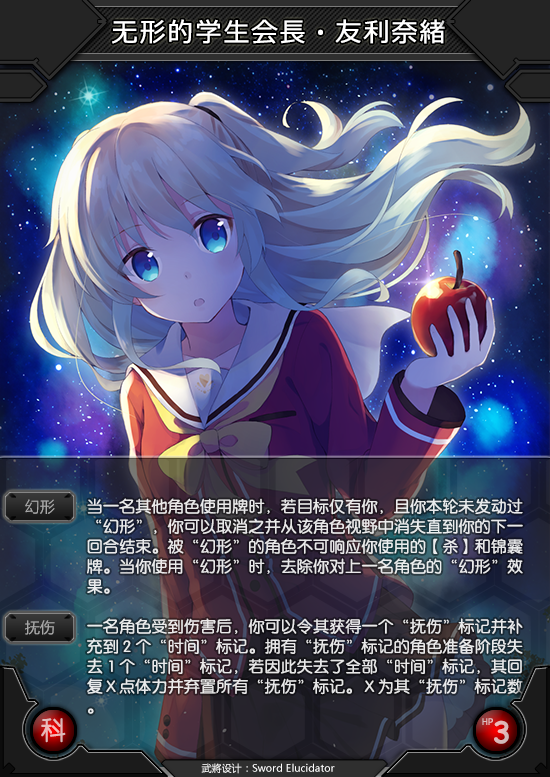 无形的学生会長·友利奈緒
幻形
当一名其他角色使用牌时，若目标仅有你，且你本轮未发动过
“幻形”，你可以取消之并从该角色视野中消失直到你的下一
回合结束。被“幻形”的角色不可响应你使用的【杀】和锦囊
牌。当你使用“幻形”时，去除你对上一名角色的“幻形”效
果。
抚伤
一名角色受到伤害后，你可以令其获得一个“抚伤”标记并补
充到2个“时间”标记。拥有“抚伤”标记的角色准备阶段失
去1个“时间”标记，若因此失去了全部“时间”标记，其回
复X点体力并弃置所有“抚伤”标记。X为其“抚伤”标记数
。
科
HP 3
武将设计：Sword Elucidator